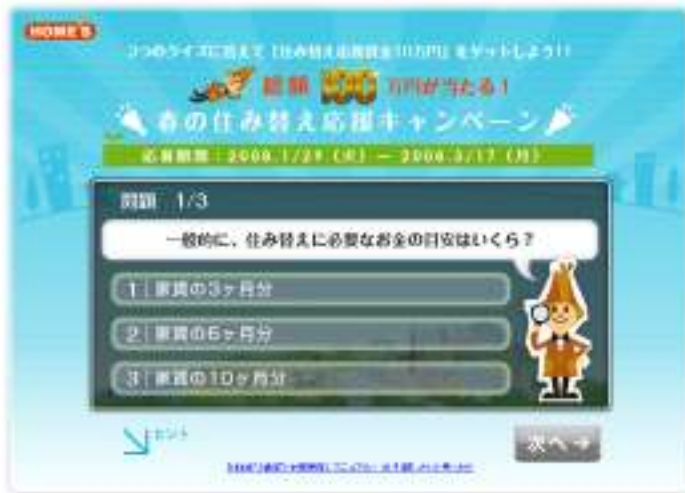 HOME'S
3つのクイズに答えて「住み替え応援資金10万円」をゲットしよう!!
総額100万円が当たる!
春の住み替え応援キャンペーン
応募期間:2008.1/29(火)-2008.3/17(月)
問題 1/3
一般的に、住み替えに必要なお金の目安はいくら?
1 家賃の3ヶ月分
2 家賃の6ヶ月分
3 家賃の10ヶ月分
ヒント
次へ